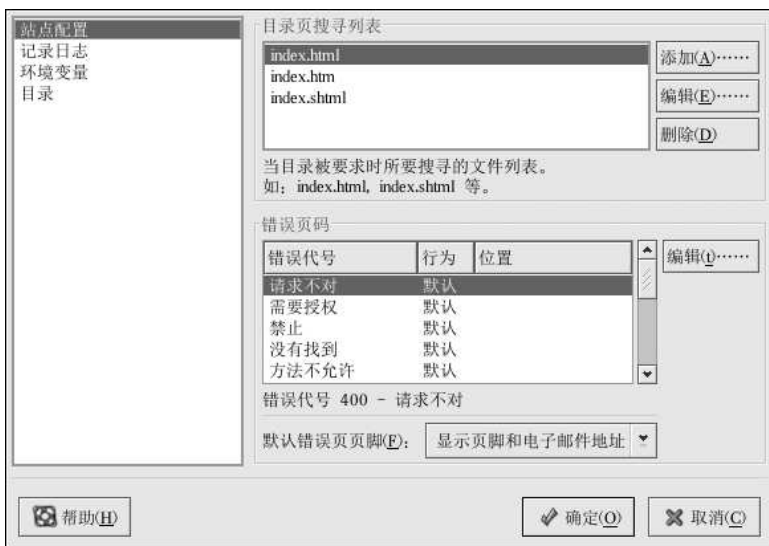 站点配置
记录日志
环境变量
目录
目录页搜寻列表
index.html
index.htm
index.shtml
添加(A)······
编辑(E)······
删除(D)
当目录被要求时所要搜寻的文件列表。
如：index.html, index.shtml 等。
错误页码
错误代号 行为 位置
请求不对 默认
需要授权 默认
禁止 默认
没有找到 默认
方法不允许 默认
编辑(t)······
错误代号 400 - 请求不对
默认错误页页脚(F)： 显示页脚和电子邮件地址
帮助(H)
确定(O)
取消(C)